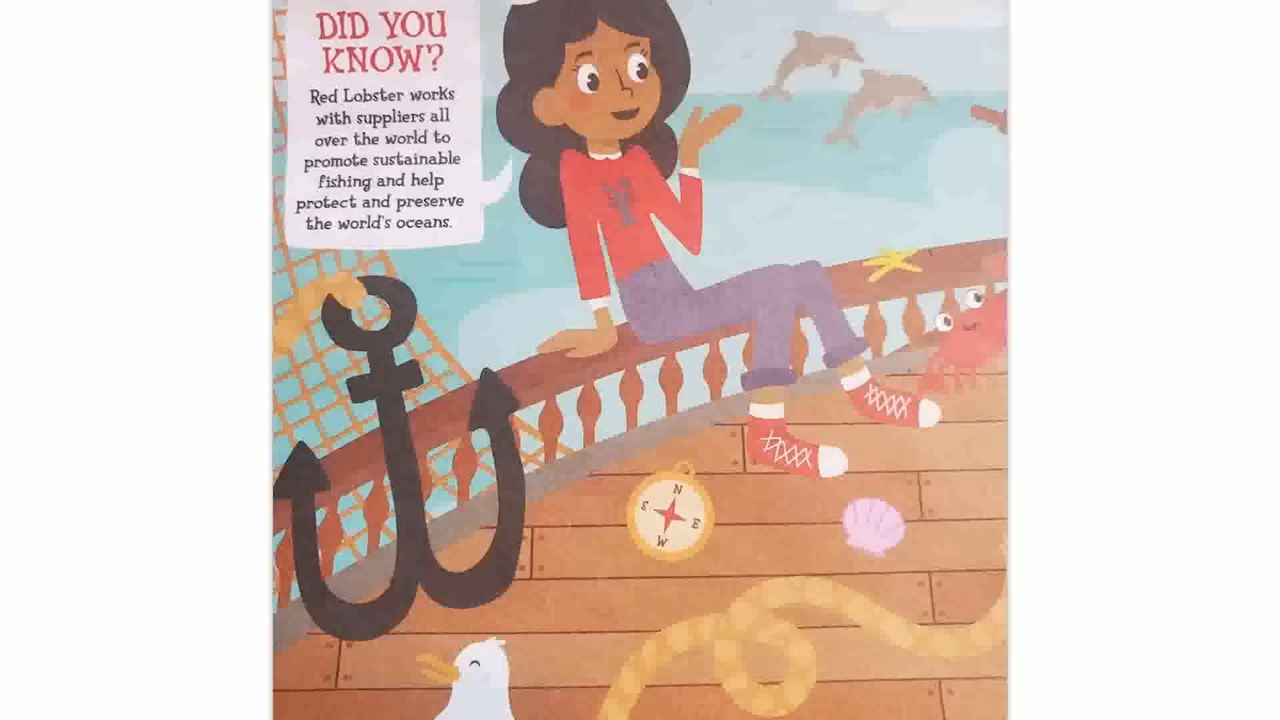 DID YOU
KNOW?
Red Lobster works
with suppliers all
over the world to
promote sustainable
fishing and help
protect and preserve
the world's oceans.
N
S
E
W